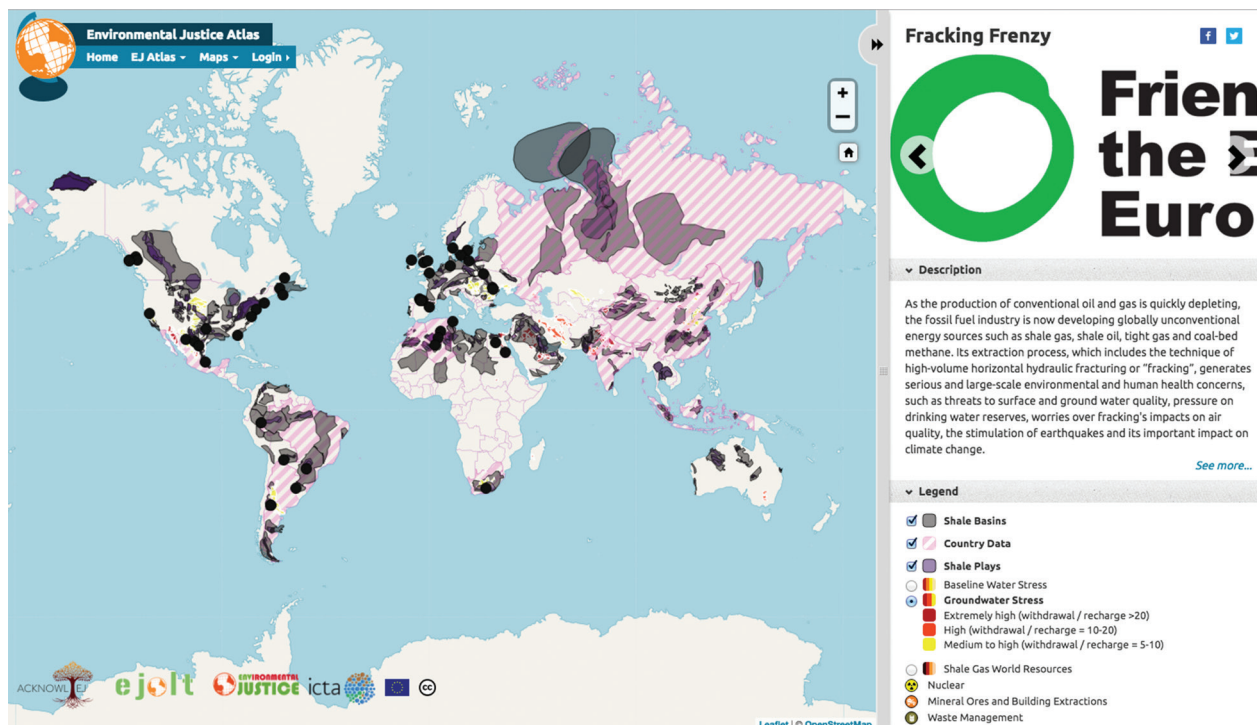 Environmental Justice Atlas
Home EJ Atlas Maps Login
+
−
ACKNOWL EJ
ejolt
ENVIRONMENTAL
JUSTICE
icta
cc
Leaflet | © OpenStreetMap
Fracking Frenzy
f
Frien
the E
Euro
Description
As the production of conventional oil and gas is quickly depleting,
the fossil fuel industry is now developing globally unconventional
energy sources such as shale gas, shale oil, tight gas and coal-bed
methane. Its extraction process, which includes the technique of
high-volume horizontal hydraulic fracturing or "fracking", generates
serious and large-scale environmental and human health concerns,
such as threats to surface and ground water quality, pressure on
drinking water reserves, worries over fracking's impacts on air
quality, the stimulation of earthquakes and its important impact on
climate change.
See more...
Legend
Shale Basins
Country Data
Shale Plays
Baseline Water Stress
Groundwater Stress
Extremely high (withdrawal / recharge >20)
High (withdrawal / recharge = 10-20)
Medium to high (withdrawal / recharge = 5-10)
Shale Gas World Resources
Nuclear
Mineral Ores and Building Extractions
Waste Management